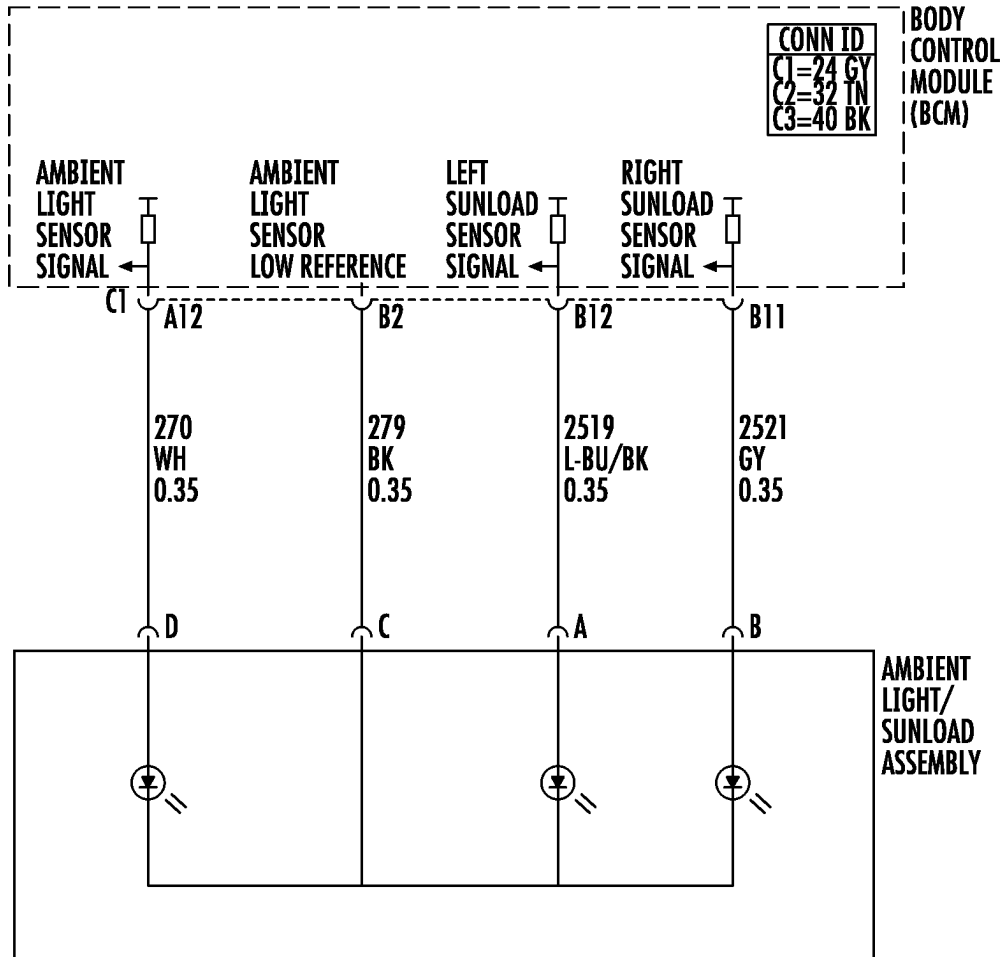 BODY
CONTROL
MODULE
(BCM)
CONN ID
C1=24 GY
C2=32 TN
C3=40 BK
AMBIENT
LIGHT
SENSOR
SIGNAL
AMBIENT
LIGHT
SENSOR
LOW REFERENCE
LEFT
SUNLOAD
SENSOR
SIGNAL
RIGHT
SUNLOAD
SENSOR
SIGNAL
C1
A12
B2
B12
B11
270
WH
0.35
279
BK
0.35
2519
L-BU/BK
0.35
2521
GY
0.35
D
C
A
B
AMBIENT
LIGHT/
SUNLOAD
ASSEMBLY